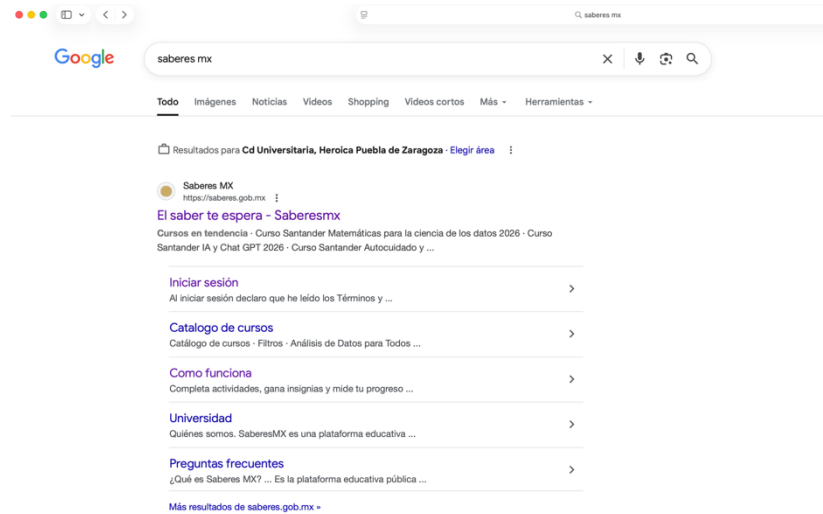 saberes mx
Google
saberes mx
Todo Imágenes Noticias Videos Shopping Videos cortos Más Herramientas
Resultados para Cd Universitaria, Heroica Puebla de Zaragoza · Elegir área
Saberes MX
https://saberes.gob.mx
El saber te espera - Saberesmx
Cursos en tendencia · Curso Santander Matemáticas para la ciencia de los datos 2026 · Curso
Santander IA y Chat GPT 2026 · Curso Santander Autocuidado y ...
Iniciar sesión
Al iniciar sesión declaro que he leído los Términos y ...
Catalogo de cursos
Catálogo de cursos · Filtros · Análisis de Datos para Todos ...
Como funciona
Completa actividades, gana insignias y mide tu progreso ...
Universidad
Quiénes somos. SaberesMX es una plataforma educativa ...
Preguntas frecuentes
¿Qué es Saberes MX? ... Es la plataforma educativa pública ...
Más resultados de saberes.gob.mx »